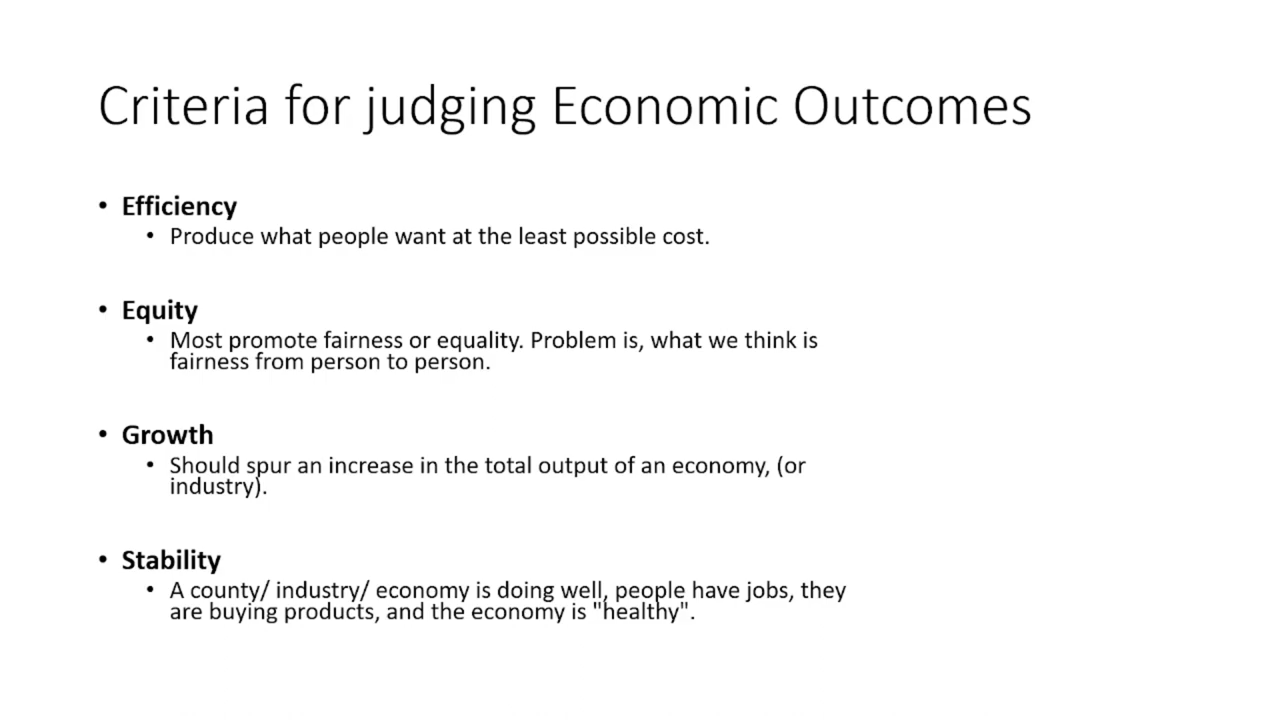 Criteria for judging Economic Outcomes
• Efficiency
• Produce what people want at the least possible cost.
• Equity
• Most promote fairness or equality. Problem is, what we think is
fairness from person to person.
• Growth
• Should spur an increase in the total output of an economy, (or
industry).
• Stability
• A county/ industry/ economy is doing well, people have jobs, they
are buying products, and the economy is "healthy".